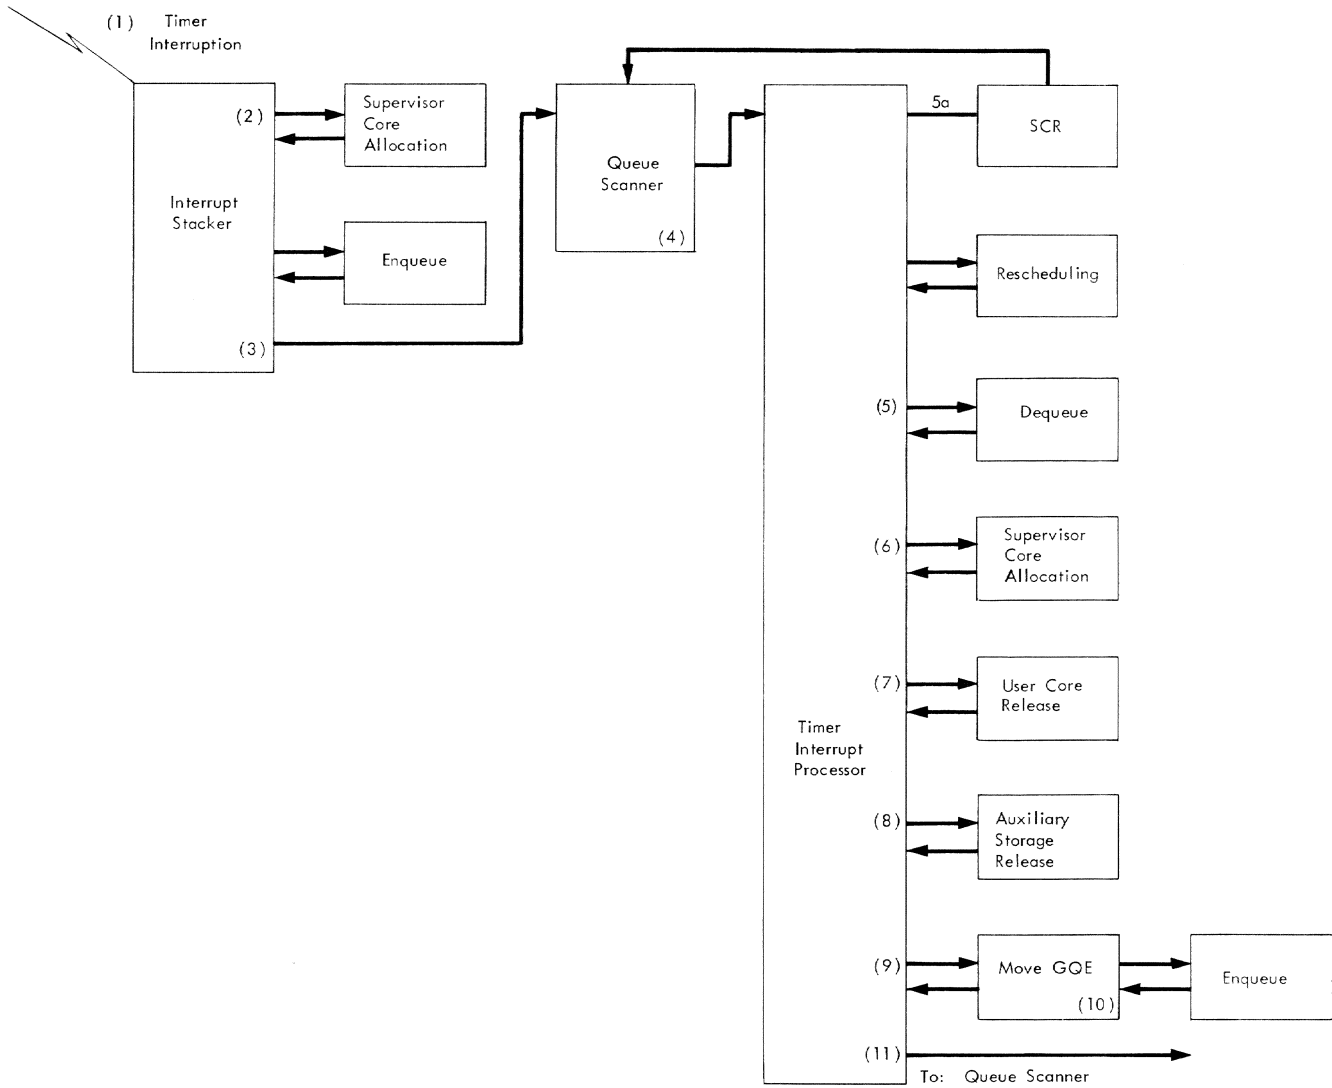 (1) Timer
Interruption
(2)
Supervisor
Core
Allocation
Interrupt
Stacker
Enqueue
(3)
Queue
Scanner
(4)
5a
SCR
Rescheduling
(5)
Dequeue
(6)
Supervisor
Core
Allocation
(7)
User Core
Release
Timer
Interrupt
Processor
(8)
Auxiliary
Storage
Release
(9)
Move GQE
(10)
Enqueue
(11)
To: Queue Scanner